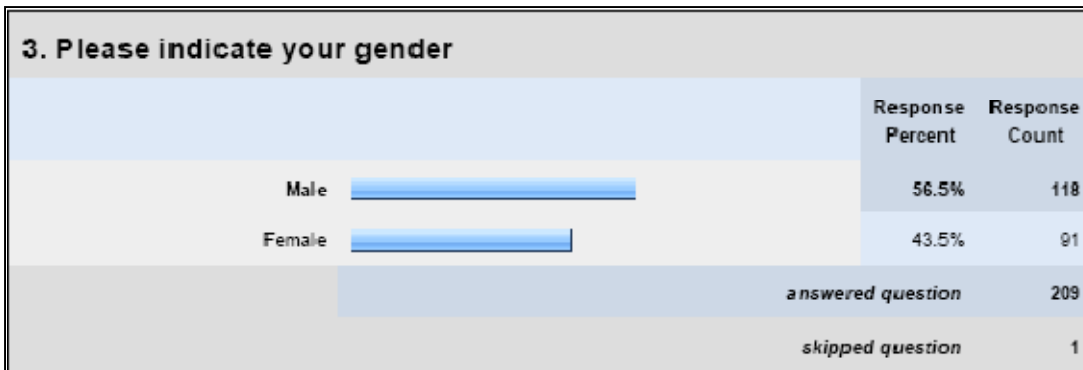 3. Please indicate your gender
Response Percent Response Count
Male 56.5% 118
Female 43.5% 91
answered question 209
skipped question 1